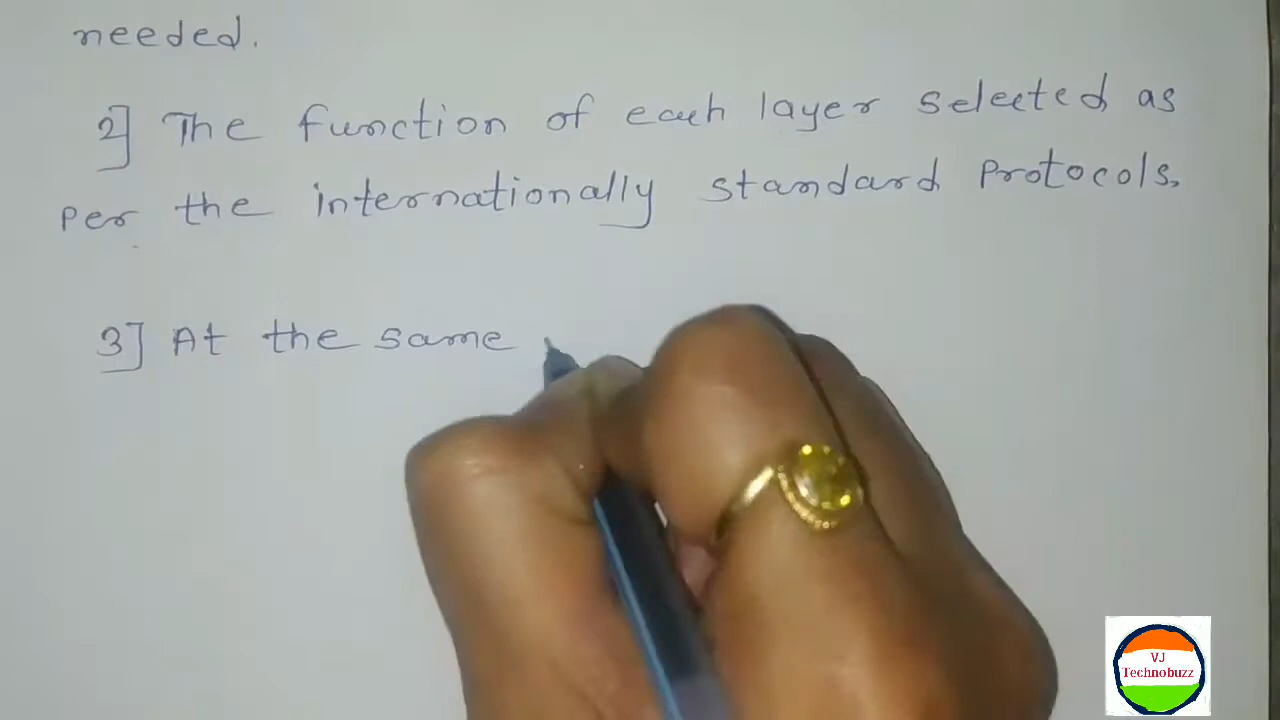 needed.
2] The function of each layer selected as
per the internationally standard protocols.
3] At the same
VJ
Technobuzz